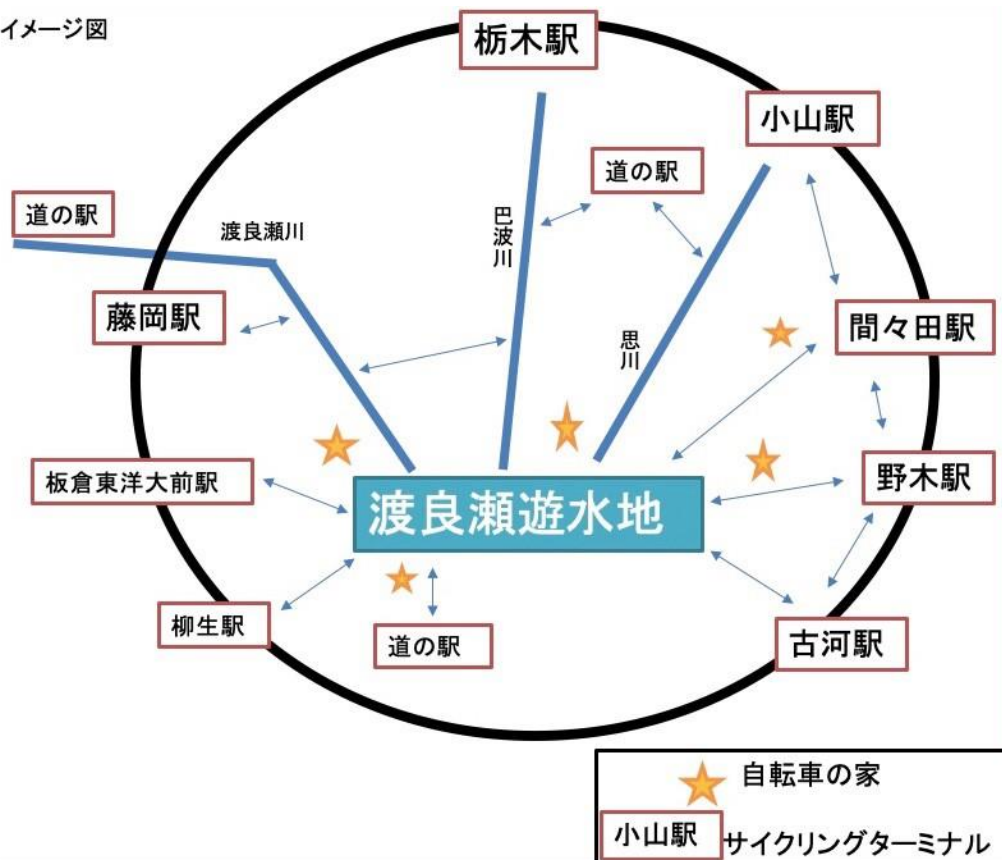 イメージ図
栃木駅
小山駅
道の駅
道の駅
渡良瀬川
巴波川
藤岡駅
間々田駅
思川
板倉東洋大前駅
野木駅
渡良瀬遊水地
柳生駅
道の駅
古河駅
自転車の家
小山駅 サイクリングターミナル